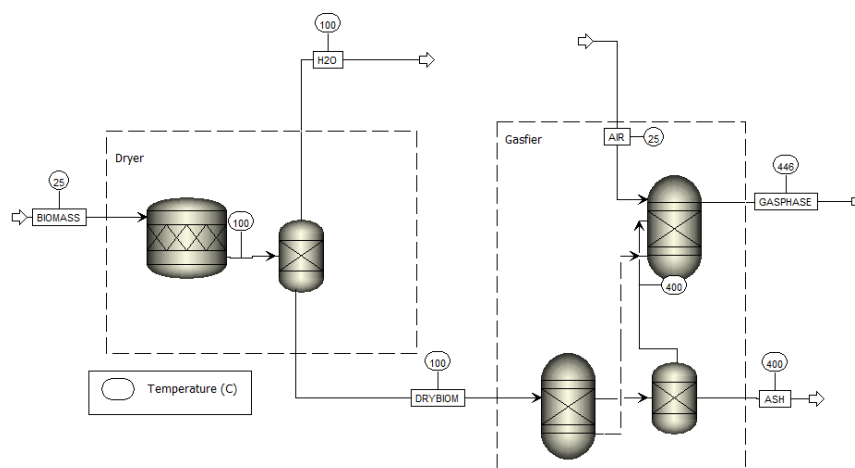 100
H2O
Dryer
25
BIOMASS
100
Gasfier
AIR
25
446
GASPHASE
400
100
DRYBIOM
400
ASH
Temperature (C)